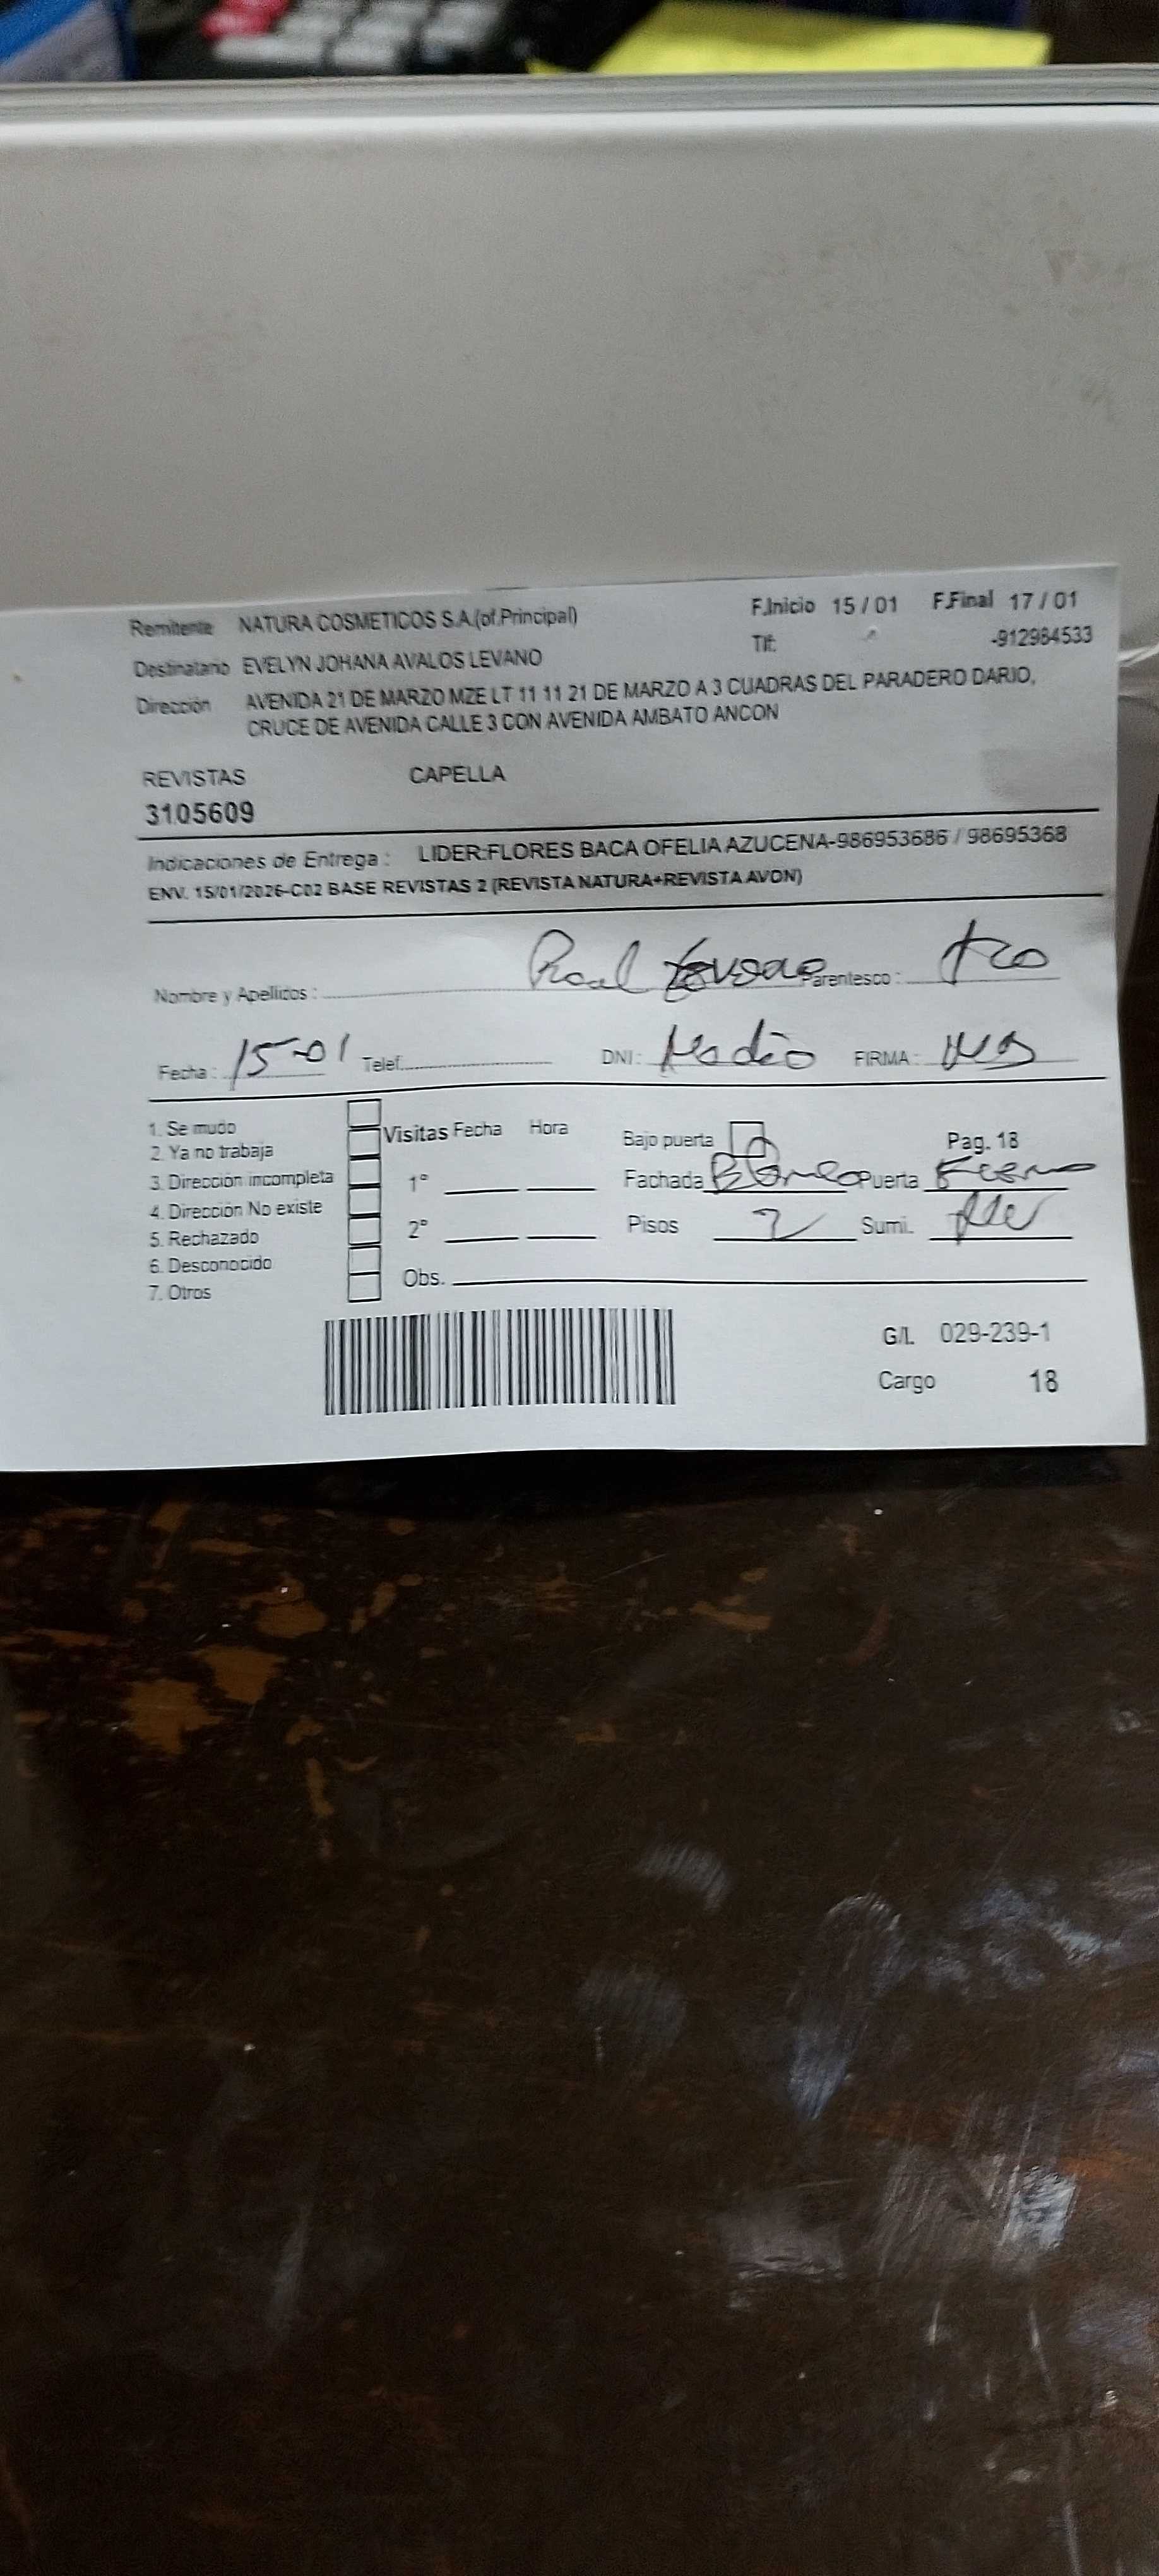 Remitente NATURA COSMETICOS S.A.(of.Principal) F.Inicio 15 / 01 F.Final 17 / 01
Destinatario EVELYN JOHANA AVALOS LEVANO Tlf: -912984533
Dirección AVENIDA 21 DE MARZO MZE LT 11 11 21 DE MARZO A 3 CUADRAS DEL PARADERO DARIO,
CRUCE DE AVENIDA CALLE 3 CON AVENIDA AMBATO ANCON
REVISTAS CAPELLA
3105609
Indicaciones de Entrega : LIDER:FLORES BACA OFELIA AZUCENA-986953686 / 98695368
ENV. 15/01/2026-C02 BASE REVISTAS 2 (REVISTA NATURA+REVISTA AVON)
Nombre y Apellidos : Parentesco :
Fecha : 15-01 Telef. DNI : FIRMA :
1. Se mudo
2. Ya no trabaja
3. Dirección incompleta
4. Dirección No existe
5. Rechazado
6. Desconocido
7. Otros
Visitas Fecha Hora
1°
2°
Obs.
Bajo puerta Pag. 18
Fachada Blanco Puerta
Pisos 2 Sumi.
G/L 029-239-1
Cargo 18